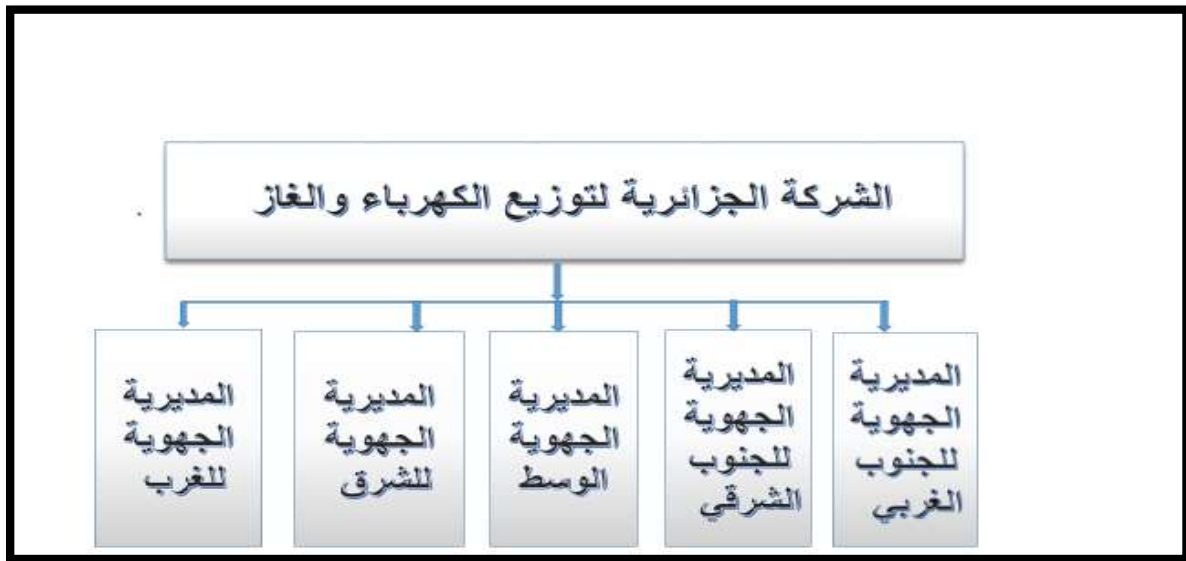 الشركة الجزائرية لتوزيع الكهرباء والغاز
المديرية
الجهوية
للجنوب
الغربي
المديرية
الجهوية
للجنوب
الشرقي
المديرية
الجهوية
الوسط
المديرية
الجهوية
للشرق
المديرية
الجهوية
للغرب